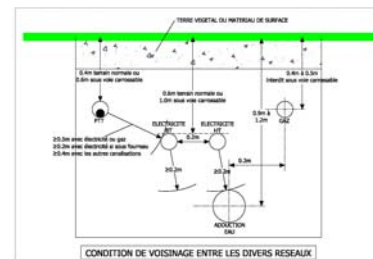 TERRE VEGETAL OU MATERIAU DE SURFACE
0.4m terrain normale ou
0.6m sous voie carrossable
0.6m terrain normale ou
1.0m sous voie carrossable
0.4m à 0.5m
Interdit sous voie carrossable
PTT
ELECTRICITE
BT
ELECTRICITE
HT
0.2m
GAZ
0.9m
à
1.2m
≥0.5m avec électricité ou gaz
≥0.2m avec électricité si sous fourreau
≥0.4m avec les autres canalisations
≥0.2m
≥0.2m
0.3m
ADDUCTION
EAU
CONDITION DE VOISINAGE ENTRE LES DIVERS RESEAUX